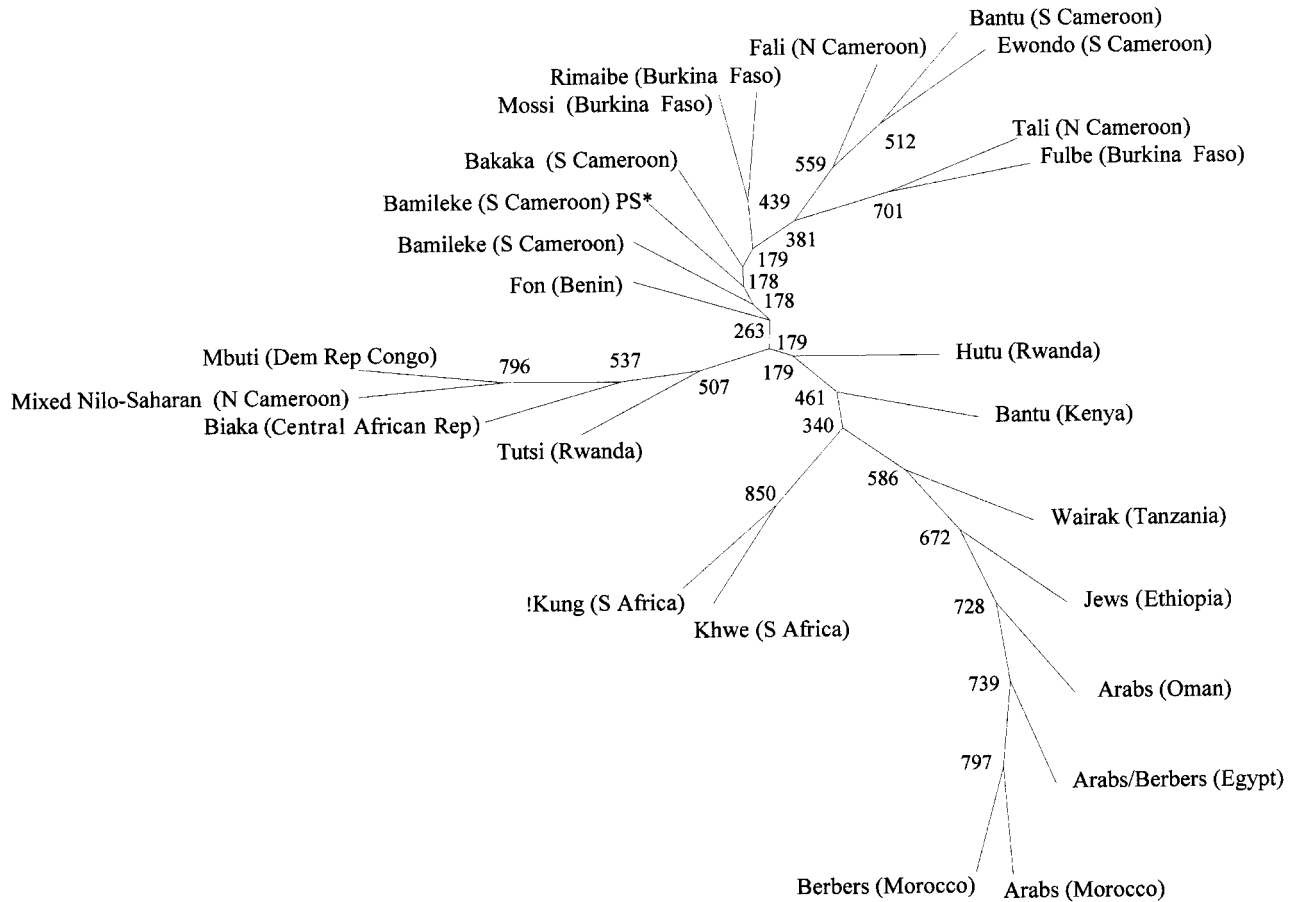 Bantu (S Cameroon)
Ewondo (S Cameroon)
Fali (N Cameroon)
Rimaibe (Burkina Faso)
Mossi (Burkina Faso)
512
Tali (N Cameroon)
Fulbe (Burkina Faso)
559
Bakaka (S Cameroon)
439
701
Bamileke (S Cameroon) PS*
381
Bamileke (S Cameroon)
179
178
Fon (Benin)
178
263
179
Hutu (Rwanda)
Mbuti (Dem Rep Congo)
796
537
179
507
Mixed Nilo-Saharan (N Cameroon)
461
Bantu (Kenya)
Biaka (Central African Rep)
340
Tutsi (Rwanda)
586
850
Wairak (Tanzania)
672
!Kung (S Africa)
Jews (Ethiopia)
728
Khwe (S Africa)
739
Arabs (Oman)
797
Arabs/Berbers (Egypt)
Berbers (Morocco)
Arabs (Morocco)